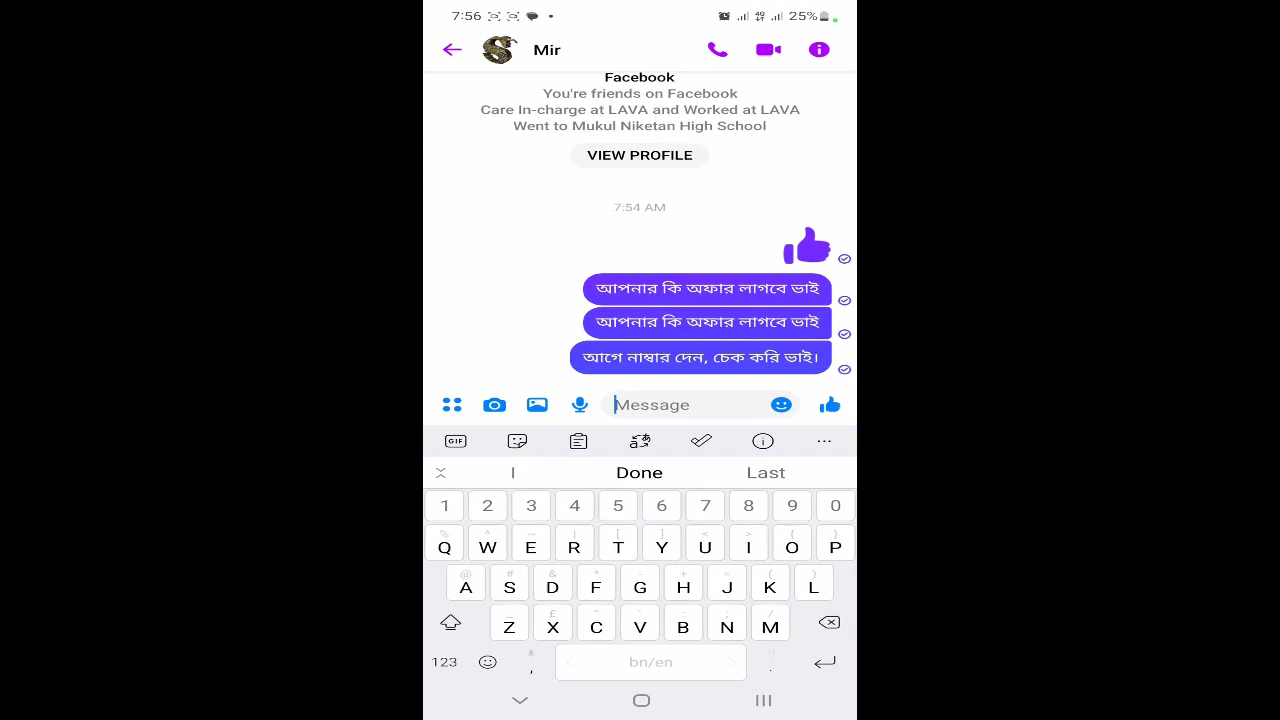 7:56
4G
25%
Mir
Facebook
You're friends on Facebook
Care In-charge at LAVA and Worked at LAVA
Went to Mukul Niketan High School
VIEW PROFILE
7:54 AM
আপনার কি অফার লাগবে ভাই
আপনার কি অফার লাগবে ভাই
আগে নাম্বার দেন, চেক করি ভাই।
Message
GIF
I Done Last
1 2 3 4 5 6 7 8 9 0
Q W E R T Y U I O P
A S D F G H J K L
Z X C V B N M
123 , bn/en .